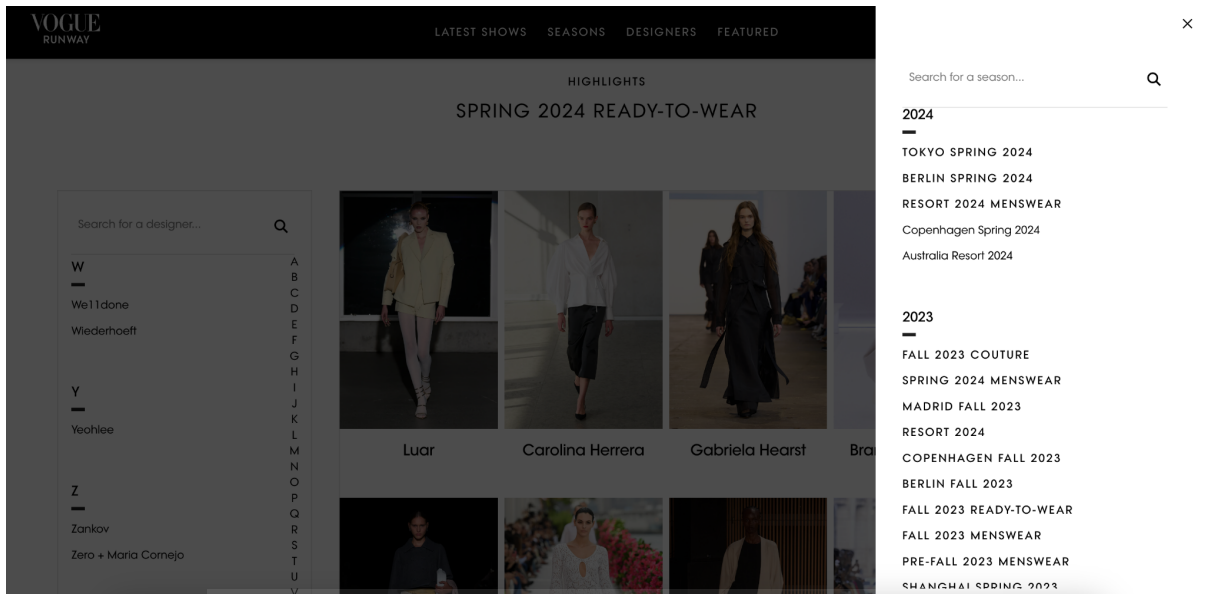 VOGUE
RUNWAY
LATEST SHOWS SEASONS DESIGNERS FEATURED
HIGHLIGHTS
SPRING 2024 READY-TO-WEAR
Search for a designer...
W
We11done
Wiederhoeft
Y
Yeohlee
Z
Zankov
Zero + Maria Cornejo
A
B
C
D
E
F
G
H
I
J
K
L
M
N
O
P
Q
R
S
T
U
V
Luar
Carolina Herrera
Gabriela Hearst
Bra
Search for a season...
2024
TOKYO SPRING 2024
BERLIN SPRING 2024
RESORT 2024 MENSWEAR
Copenhagen Spring 2024
Australia Resort 2024
2023
FALL 2023 COUTURE
SPRING 2024 MENSWEAR
MADRID FALL 2023
RESORT 2024
COPENHAGEN FALL 2023
BERLIN FALL 2023
FALL 2023 READY-TO-WEAR
FALL 2023 MENSWEAR
PRE-FALL 2023 MENSWEAR
SHANGHAI SPRING 2023